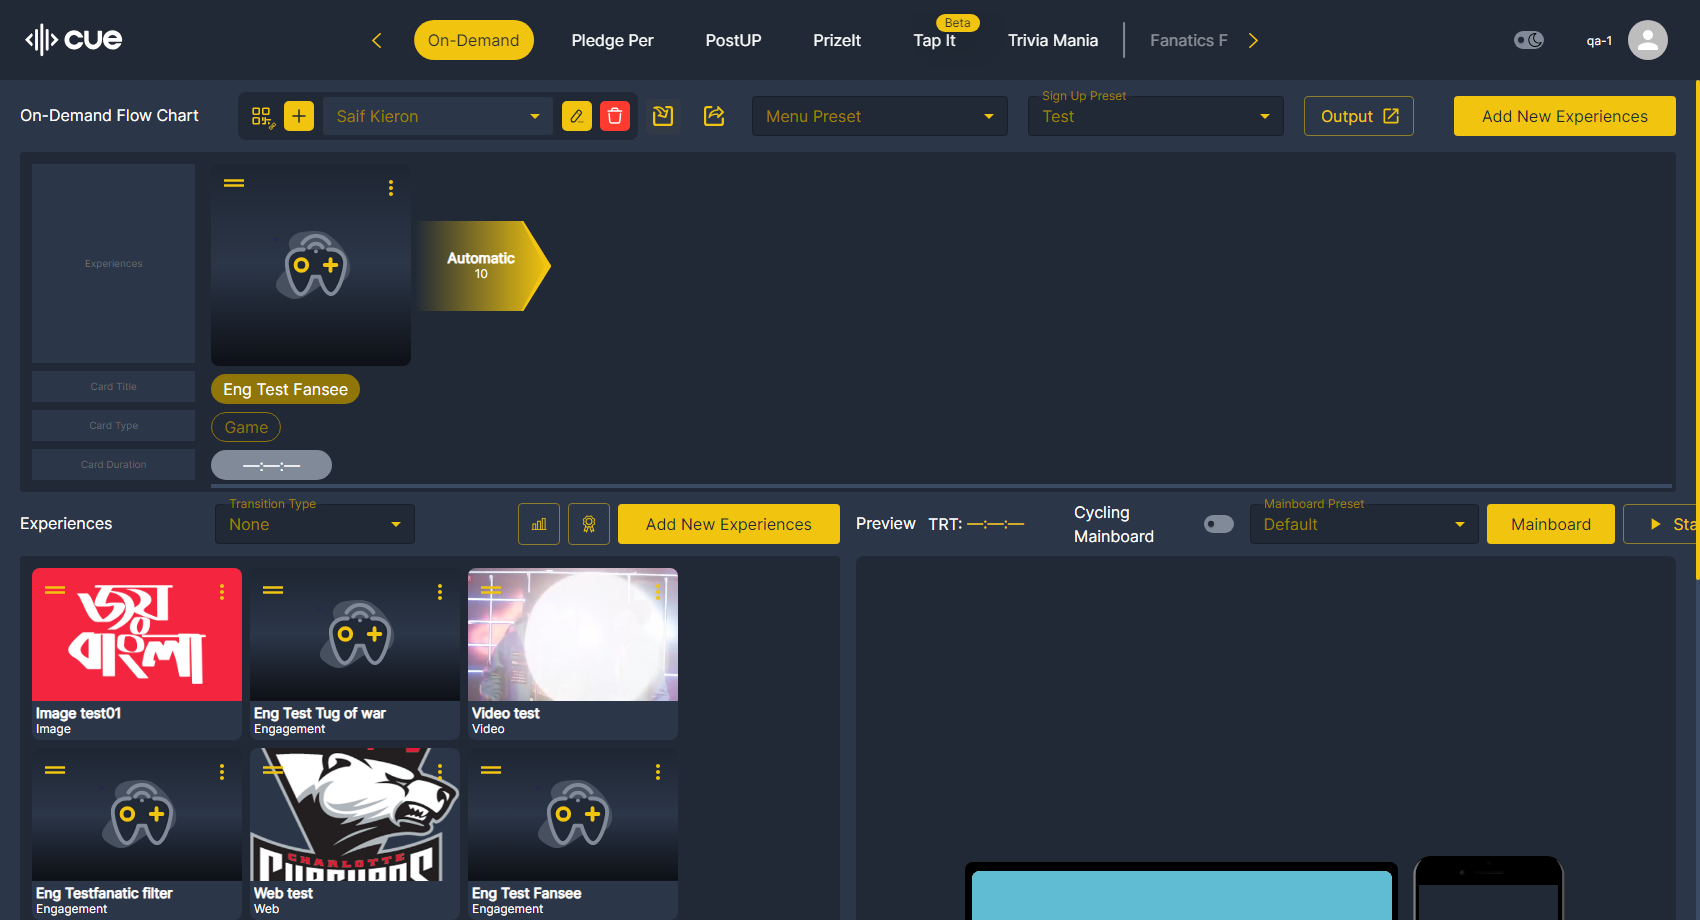 cue
On-Demand
Pledge Per
PostUP
PrizeIt
Tap It
Beta
Trivia Mania
Fanatics F
qa-1
On-Demand Flow Chart
Saif Kieron
Menu Preset
Sign Up Preset
Test
Output
Add New Experiences
Experiences
Automatic
10
Card Title
Eng Test Fansee
Card Type
Game
Card Duration
—:—:—
Experiences
Transition Type
None
Add New Experiences
Preview
TRT: —:—:—
Cycling
Mainboard
Mainboard Preset
Default
Mainboard
Sta
জয়
বাংলা
Image test01
Image
Eng Test Tug of war
Engagement
Video test
Video
Eng Testfanatic filter
Engagement
CHARLOTTE
Web test
Web
Eng Test Fansee
Engagement